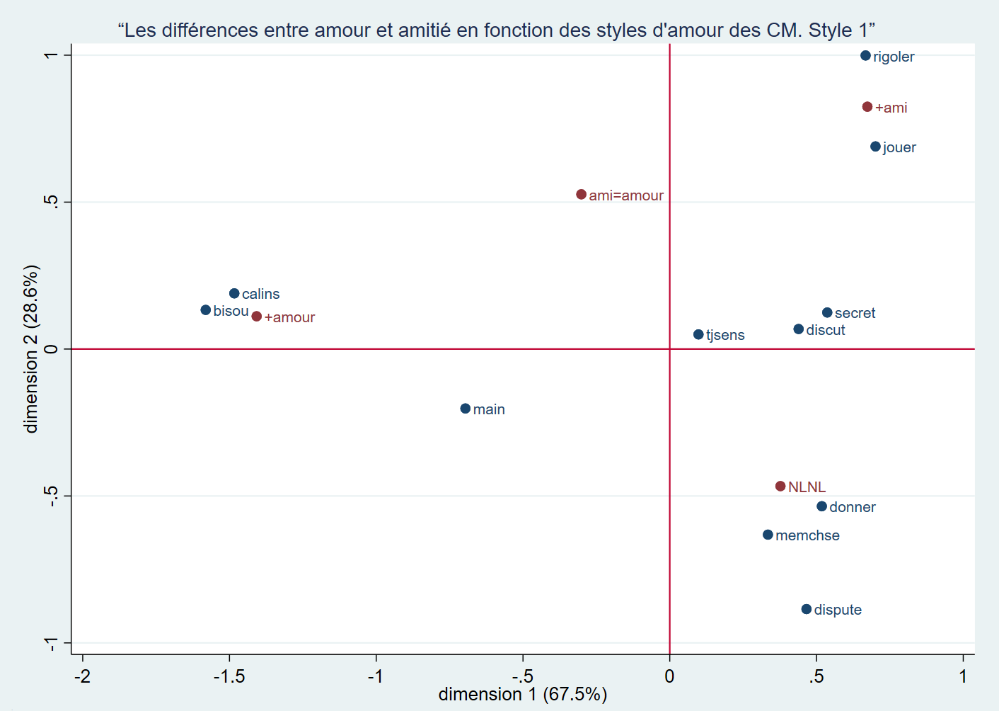 “Les différences entre amour et amitié en fonction des styles d'amour des CM. Style 1”
1
rigoler
+ami
jouer
.5
ami=amour
calins
bisou
+amour
secret
discut
tjsens
0
main
-.5
NLNL
donner
memchse
dispute
-1
dimension 2 (28.6%)
-2 -1.5 -1 -.5 0 .5 1
dimension 1 (67.5%)